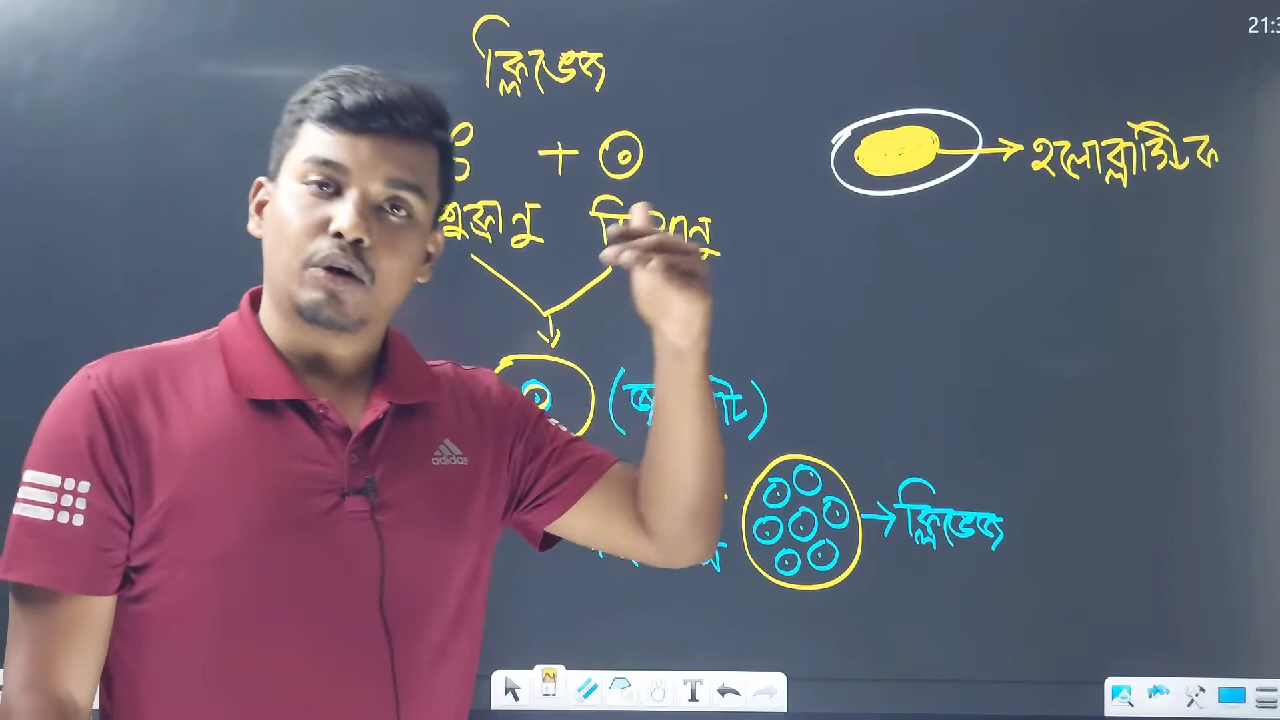 ক্লিভেজ
21:3
+
হলোব্লাস্টিক
শুক্রানু
adidas
ক্লিভেজ